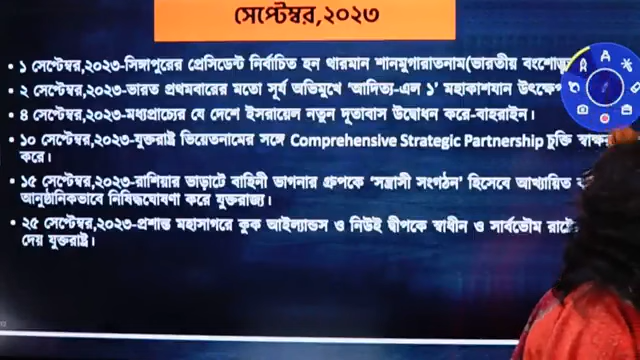 সেপ্টেম্বর,২০২৩
• ১ সেপ্টেম্বর,২০২৩-সিঙ্গাপুরের প্রেসিডেন্ট নির্বাচিত হন থারমান শানমুগারাতনাম(ভারতীয়
• ২ সেপ্টেম্বর,২০২৩-ভারত প্রথমবারের মতো সূর্য অভিমুখে ‘আদিত্য-এল ১’ মহাকাশযান
• ৪ সেপ্টেম্বর,২০২৩-মধ্যপ্রাচ্যের যে দেশে ইসরায়েল নতুন দূতাবাস উদ্বোধন করে-বাহরাইন।
• ১০ সেপ্টেম্বর,২০২৩-যুক্তরাষ্ট্র ভিয়েতনামের সঙ্গে Comprehensive Strategic Partnership চুক্তি
করে।
• ১৫ সেপ্টেম্বর,২০২৩-রাশিয়ার ভাড়াটে বাহিনী ভাগনার গ্রুপকে ‘সন্ত্রাসী সংগঠন’ হিসেবে আখ্যায়িত
আনুষ্ঠানিকভাবে নিষিদ্ধঘোষণা করে যুক্তরাজ্য।
• ২৫ সেপ্টেম্বর,২০২৩-প্রশান্ত মহাসাগরে কুক আইল্যান্ডস ও নিউই দ্বীপকে স্বাধীন ও সার্বভৌম
দেয় যুক্তরাষ্ট্র।